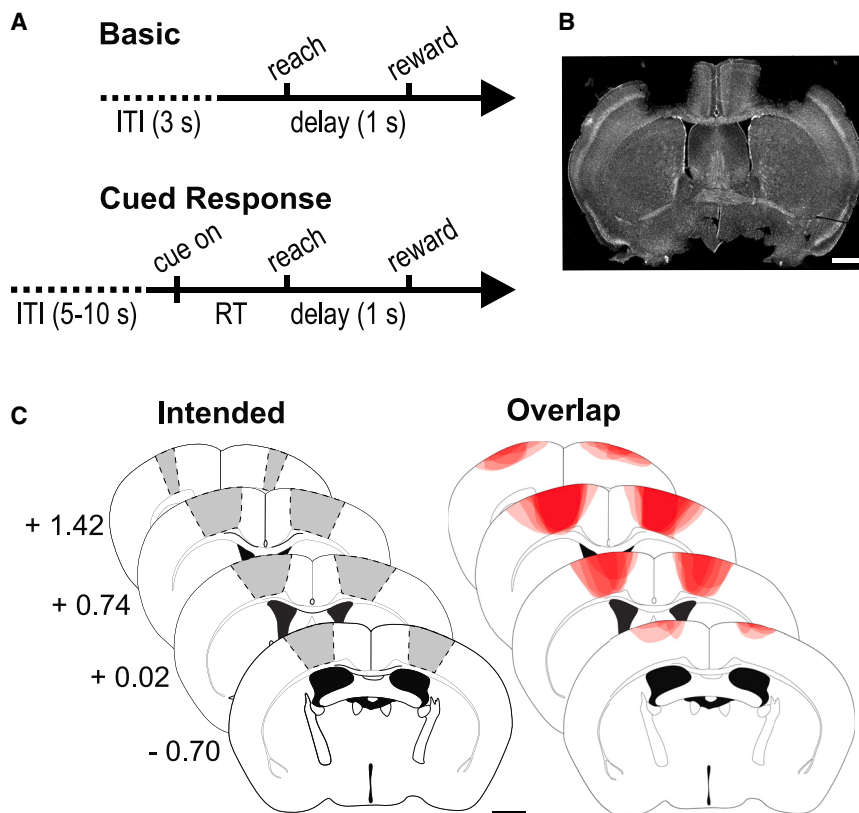 A
Basic
reach
reward
ITI (3 s)
delay (1 s)
Cued Response
cue on
reach
reward
ITI (5-10 s)
RT
delay (1 s)
B
C
Intended
Overlap
+ 1.42
+ 0.74
+ 0.02
- 0.70